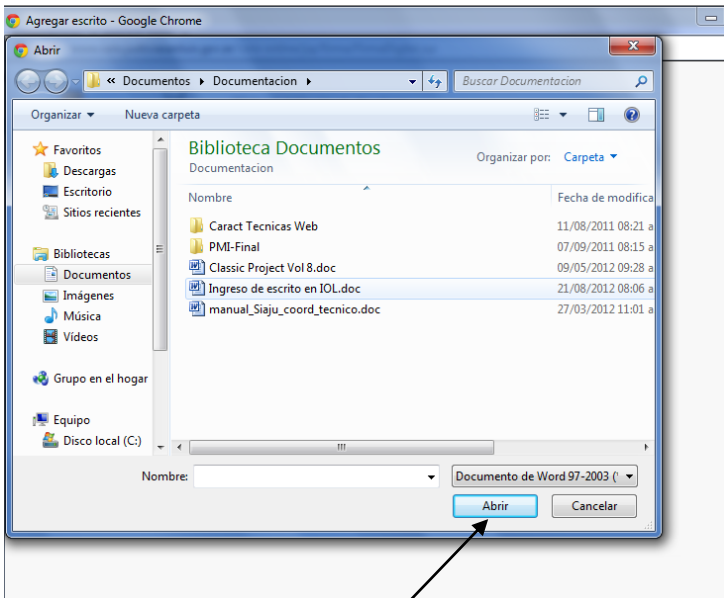 Agregar escrito - Google Chrome
Abrir
« Documentos ▸ Documentacion ▸
Buscar Documentacion
Organizar Nueva carpeta
Favoritos
Descargas
Escritorio
Sitios recientes
Bibliotecas
Documentos
Imágenes
Música
Vídeos
Grupo en el hogar
Equipo
Disco local (C:)
Biblioteca Documentos
Documentacion
Organizar por: Carpeta
Nombre Fecha de modifica
Caract Tecnicas Web 11/08/2011 08:21 a
PMI-Final 07/09/2011 08:15 a
Classic Project Vol 8.doc 09/05/2012 09:28 a
Ingreso de escrito en IOL.doc 21/08/2012 08:06 a
manual_Siaju_coord_tecnico.doc 27/03/2012 11:01 a
Nombre: Documento de Word 97-2003 (
Abrir Cancelar